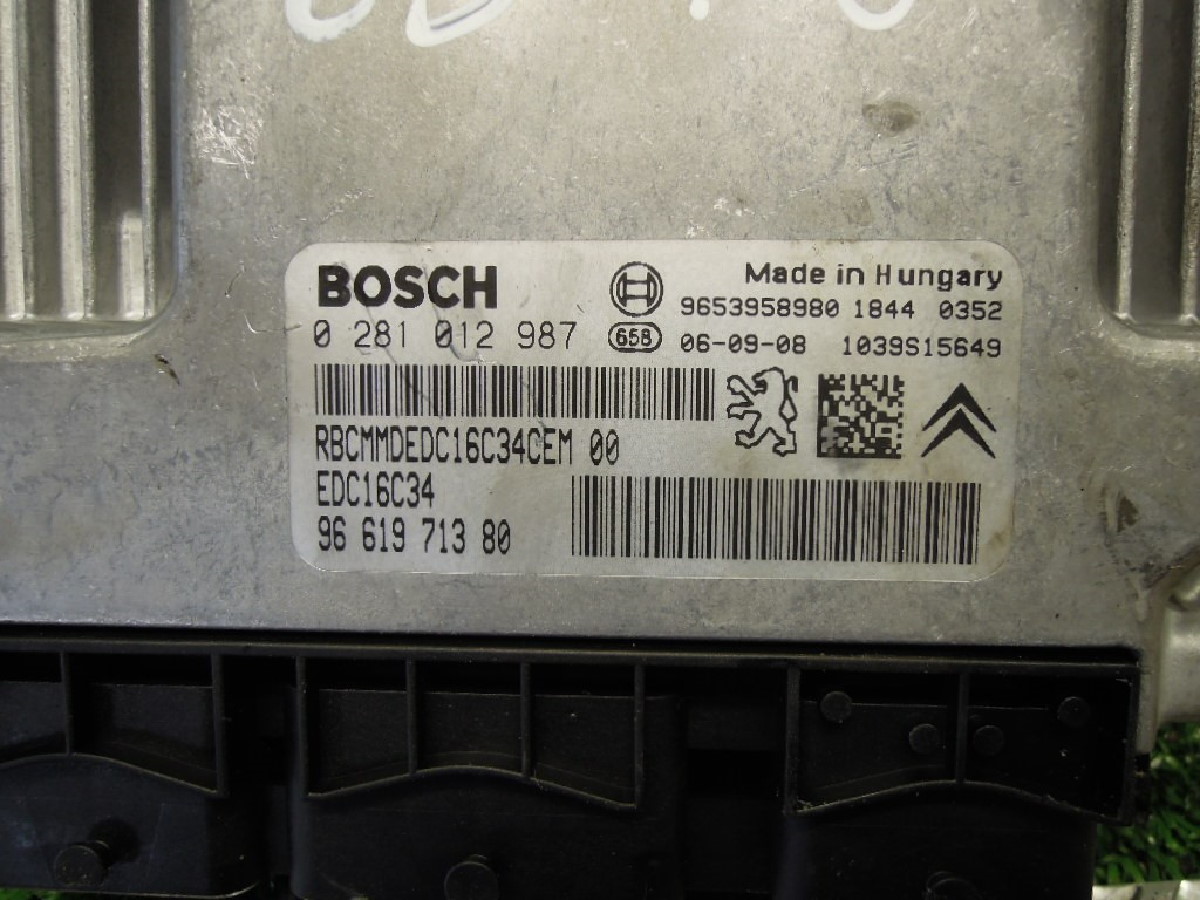 BOSCH
Made in Hungary
9653958980 1844 0352
0 281 012 987
658
06-09-08 1039S15649
RBCMMDEDC16C34CEM 00
EDC16C34
96 619 713 80